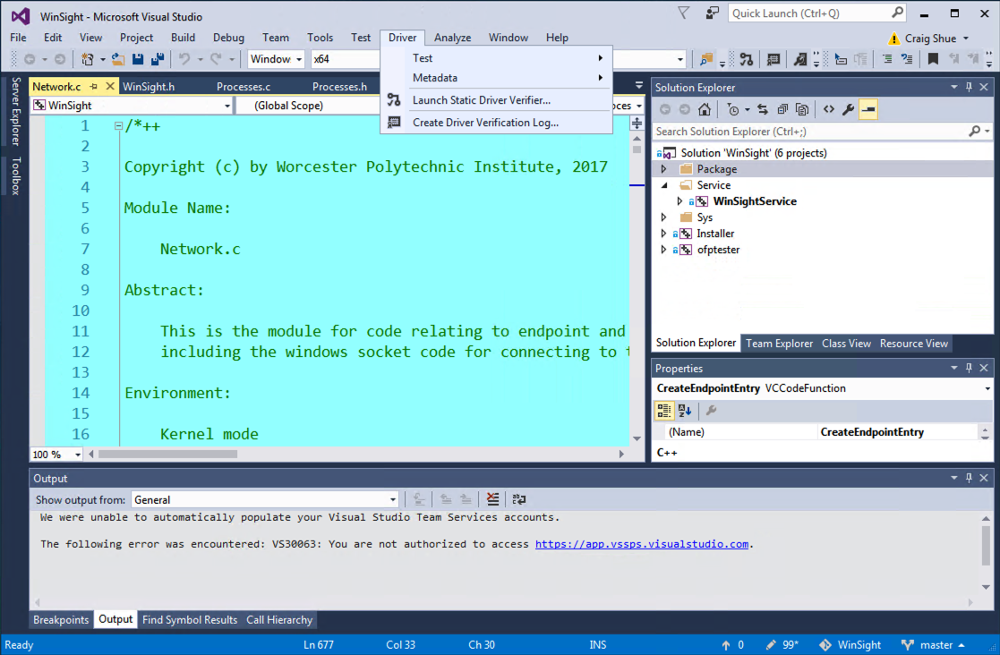 WinSight - Microsoft Visual Studio
Quick Launch (Ctrl+Q)
File Edit View Project Build Debug Team Tools Test Driver Analyze Window Help
Craig Shue
Window x64
Test
Metadata
Launch Static Driver Verifier...
Create Driver Verification Log...
Server Explorer
Toolbox
Network.c WinSight.h Processes.c Processes.h
WinSight (Global Scope)
1 /*++
2
3 Copyright (c) by Worcester Polytechnic Institute, 2017
4
5 Module Name:
6
7 Network.c
8
9 Abstract:
10
11 This is the module for code relating to endpoint and
12 including the windows socket code for connecting to
13
14 Environment:
15
16 Kernel mode
100 %
Solution Explorer
Search Solution Explorer (Ctrl+;)
Solution 'WinSight' (6 projects)
Package
Service
WinSightService
Sys
Installer
ofptester
Solution Explorer Team Explorer Class View Resource View
Properties
CreateEndpointEntry VCCodeFunction
(Name) CreateEndpointEntry
C++
Output
Show output from: General
We were unable to automatically populate your Visual Studio Team Services accounts.
The following error was encountered: VS30063: You are not authorized to access https://app.vssps.visualstudio.com.
Breakpoints Output Find Symbol Results Call Hierarchy
Ready Ln 677 Col 33 Ch 30 INS 0 99* WinSight master